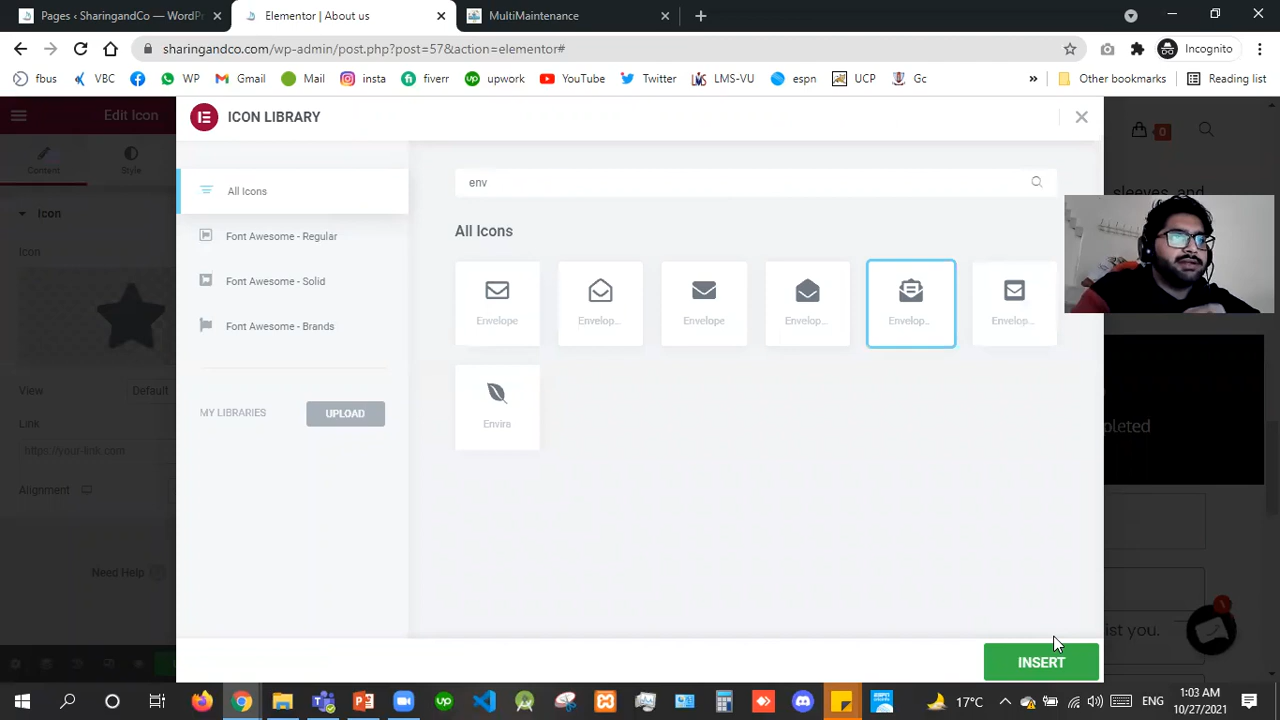 Pages ‹ SharingandCo — WordPr
Elementor | About us
MultiMaintenance
sharingandco.com/wp-admin/post.php?post=57&action=elementor#
Incognito
fbus
VBC
WP
Gmail
Mail
insta
fiverr
upwork
YouTube
Twitter
LMS-VU
espn
UCP
Gc
»
Other bookmarks
Reading list
Edit Icon
ICON LIBRARY
0
Content
Style
All Icons
env
sleeves, and
Icon
Font Awesome - Regular
All Icons
Icon
Font Awesome - Solid
Envelope
Envelop...
Envelope
Envelop...
Envelop...
Envelop...
Font Awesome - Brands
View
Default
MY LIBRARIES
UPLOAD
Envira
Link
https://your-link.com
pleted
Alignment
Need Help
ist you.
1
INSERT
17°C
ENG
1:03 AM
10/27/2021